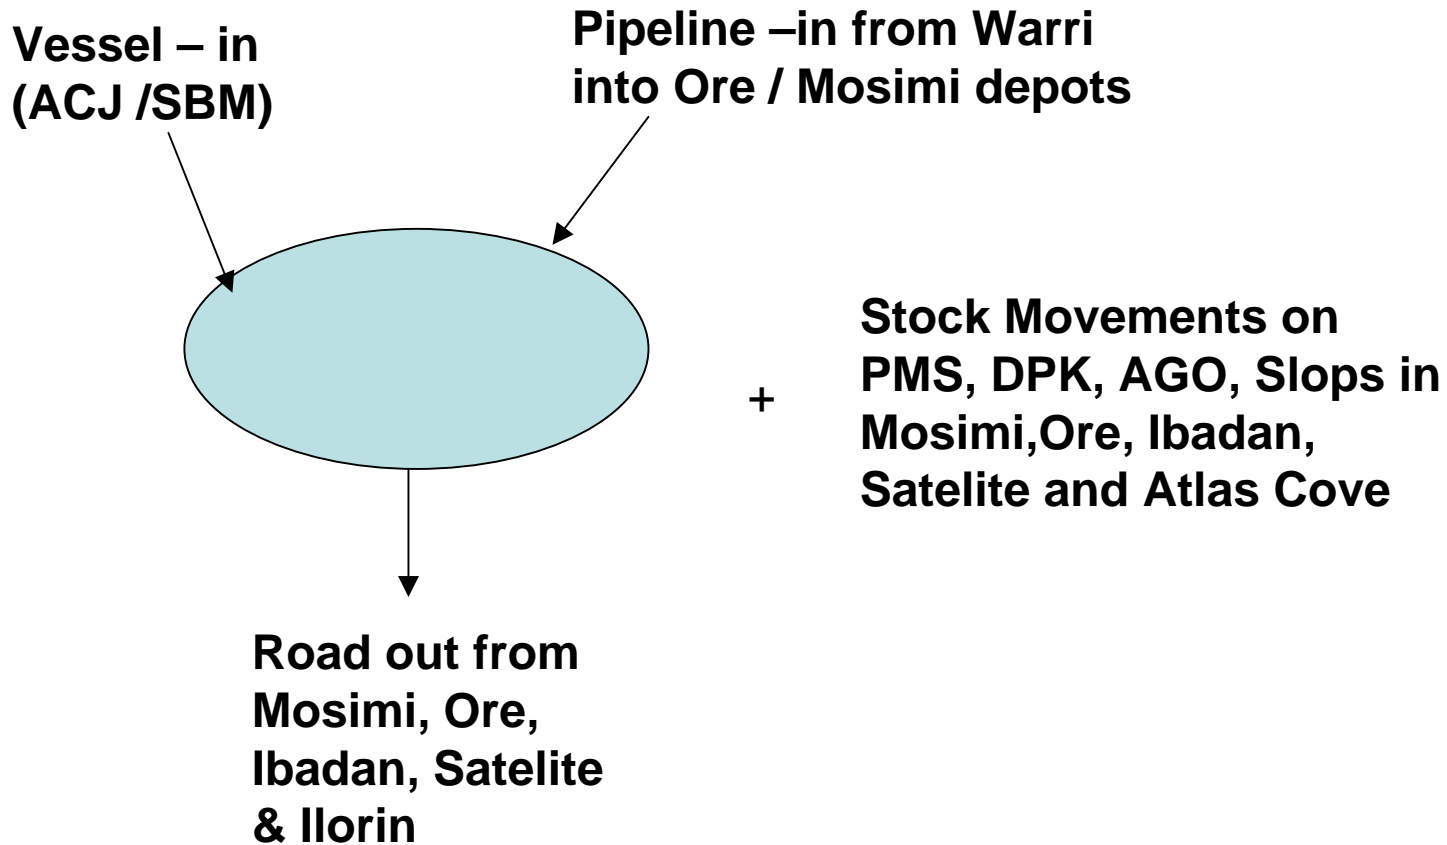 Vessel – in
(ACJ /SBM)
Pipeline –in from Warri
into Ore / Mosimi depots
+
Stock Movements on
PMS, DPK, AGO, Slops in
Mosimi,Ore, Ibadan,
Satelite and Atlas Cove
Road out from
Mosimi, Ore,
Ibadan, Satelite
& Ilorin